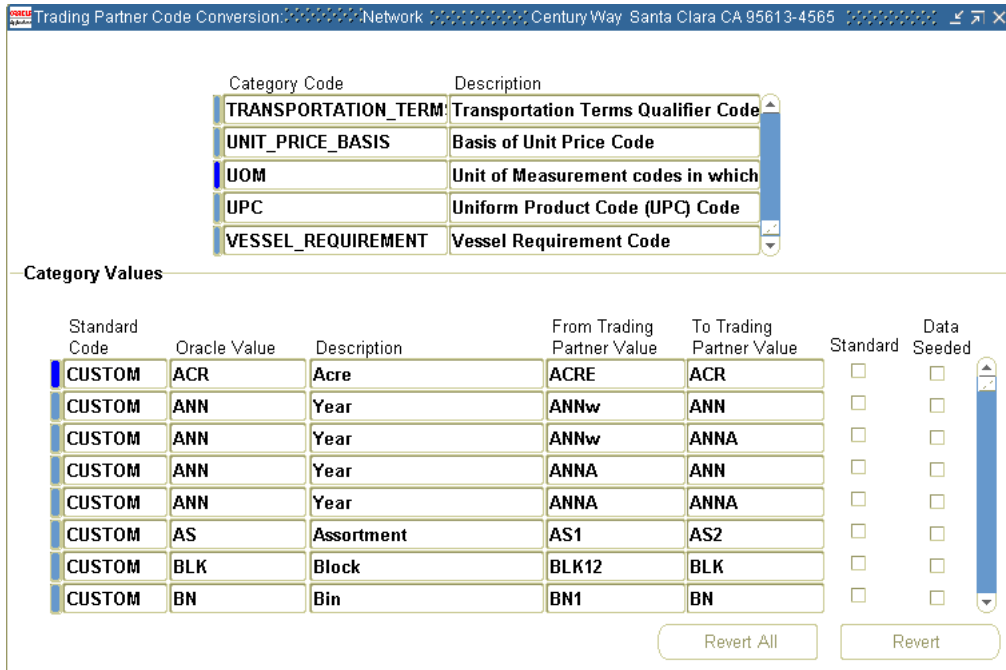 ORACLE
Trading Partner Code Conversion: Network Century Way Santa Clara CA 95613-4565
Category Code Description
TRANSPORTATION_TERMS Transportation Terms Qualifier Code
UNIT_PRICE_BASIS Basis of Unit Price Code
UOM Unit of Measurement codes in which
UPC Uniform Product Code (UPC) Code
VESSEL_REQUIREMENT Vessel Requirement Code
Category Values
Standard From Trading To Trading Data
Code Oracle Value Description Partner Value Partner Value Standard Seeded
CUSTOM ACR Acre ACRE ACR
CUSTOM ANN Year ANNw ANN
CUSTOM ANN Year ANNw ANNA
CUSTOM ANN Year ANNA ANN
CUSTOM ANN Year ANNA ANNA
CUSTOM AS Assortment AS1 AS2
CUSTOM BLK Block BLK12 BLK
CUSTOM BN Bin BN1 BN
Revert All Revert